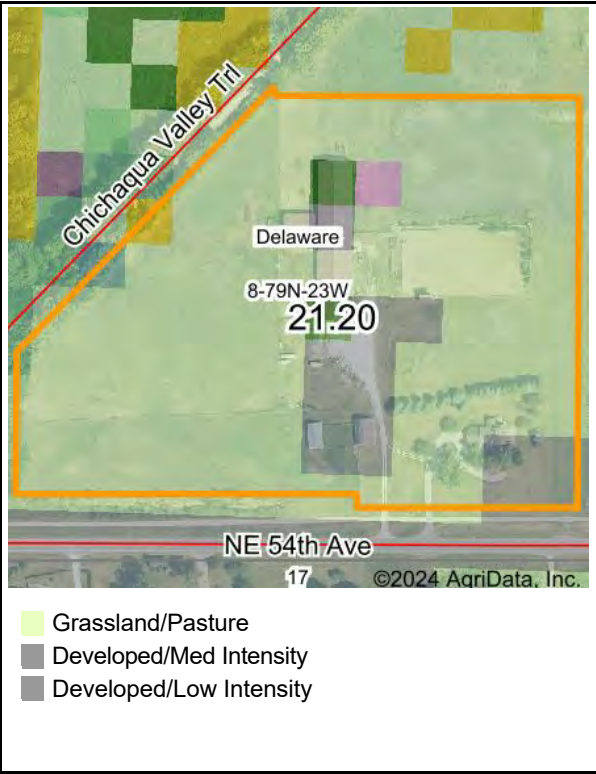 Chichaqua Valley Trl
Delaware
8-79N-23W
21.20
NE 54th Ave
17
©2024 AgriData, Inc.
Grassland/Pasture
Developed/Med Intensity
Developed/Low Intensity